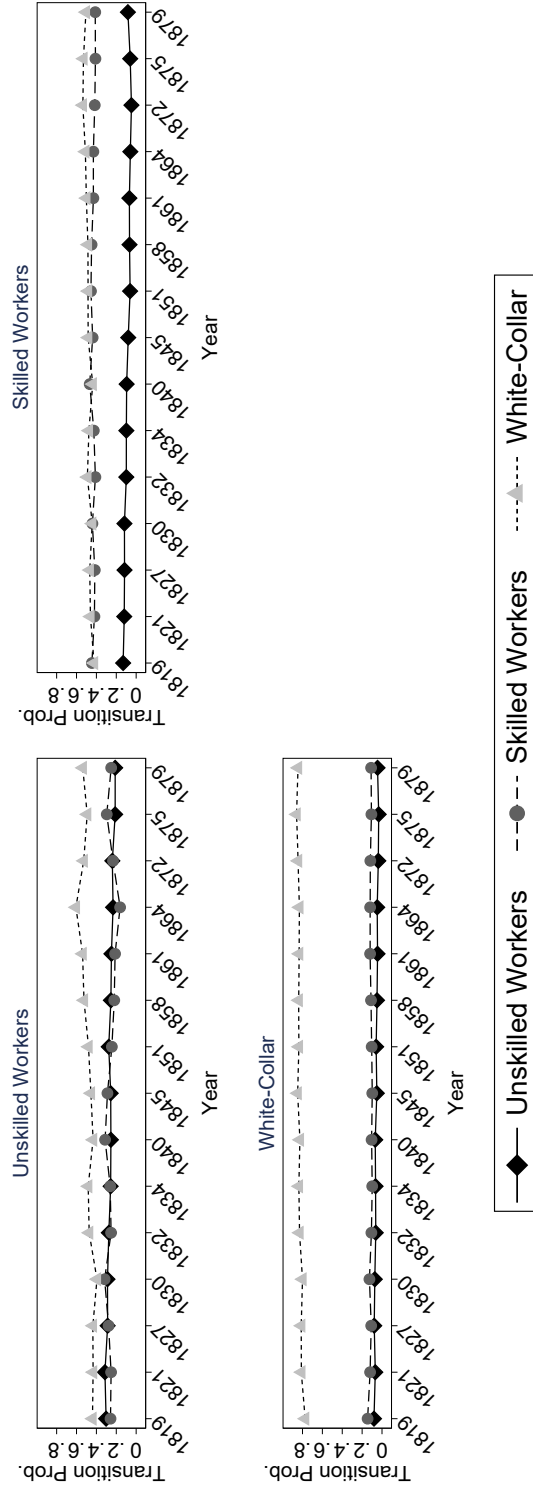 Unskilled Workers
Transition Prob.
0 .2 .4 .6 .8
1819 1821 1827 1830 1832 1834 1840 1845 1851 1858 1861 1864 1872 1875 1879
Year
Skilled Workers
Transition Prob.
0 .2 .4 .6 .8
1819 1821 1827 1830 1832 1834 1840 1845 1851 1858 1861 1864 1872 1875 1879
Year
White-Collar
Transition Prob.
0 .2 .4 .6 .8
1819 1821 1827 1830 1832 1834 1840 1845 1851 1858 1861 1864 1872 1875 1879
Year
Unskilled Workers Skilled Workers White-Collar